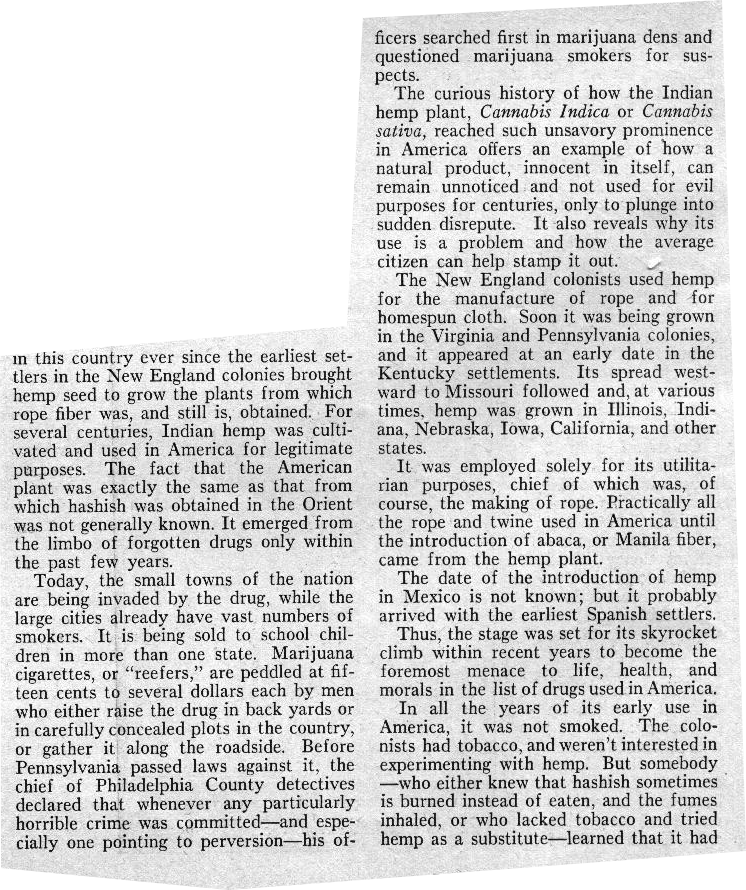 in this country ever since the earliest set-
tlers in the New England colonies brought
hemp seed to grow the plants from which
rope fiber was, and still is, obtained. For
several centuries, Indian hemp was culti-
vated and used in America for legitimate
purposes. The fact that the American
plant was exactly the same as that from
which hashish was obtained in the Orient
was not generally known. It emerged from
the limbo of forgotten drugs only within
the past few years.
Today, the small towns of the nation
are being invaded by the drug, while the
large cities already have vast numbers of
smokers. It is being sold to school chil-
dren in more than one state. Marijuana
cigarettes, or “reefers,” are peddled at fif-
teen cents to several dollars each by men
who either raise the drug in back yards or
in carefully concealed plots in the country,
or gather it along the roadside. Before
Pennsylvania passed laws against it, the
chief of Philadelphia County detectives
declared that whenever any particularly
horrible crime was committed—and espe-
cially one pointing to perversion—his of-
ficers searched first in marijuana dens and
questioned marijuana smokers for sus-
pects.
The curious history of how the Indian
hemp plant, Cannabis Indica or Cannabis
sativa, reached such unsavory prominence
in America offers an example of how a
natural product, innocent in itself, can
remain unnoticed and not used for evil
purposes for centuries, only to plunge into
sudden disrepute. It also reveals why its
use is a problem and how the average
citizen can help stamp it out.
The New England colonists used hemp
for the manufacture of rope and for
homespun cloth. Soon it was being grown
in the Virginia and Pennsylvania colonies,
and it appeared at an early date in the
Kentucky settlements. Its spread west-
ward to Missouri followed and, at various
times, hemp was grown in Illinois, Indi-
ana, Nebraska, Iowa, California, and other
states.
It was employed solely for its utilita-
rian purposes, chief of which was, of
course, the making of rope. Practically all
the rope and twine used in America until
the introduction of abaca, or Manila fiber,
came from the hemp plant.
The date of the introduction of hemp
in Mexico is not known; but it probably
arrived with the earliest Spanish settlers.
Thus, the stage was set for its skyrocket
climb within recent years to become the
foremost menace to life, health, and
morals in the list of drugs used in America.
In all the years of its early use in
America, it was not smoked. The colo-
nists had tobacco, and weren't interested in
experimenting with hemp. But somebody
—who either knew that hashish sometimes
is burned instead of eaten, and the fumes
inhaled, or who lacked tobacco and tried
hemp as a substitute—learned that it had